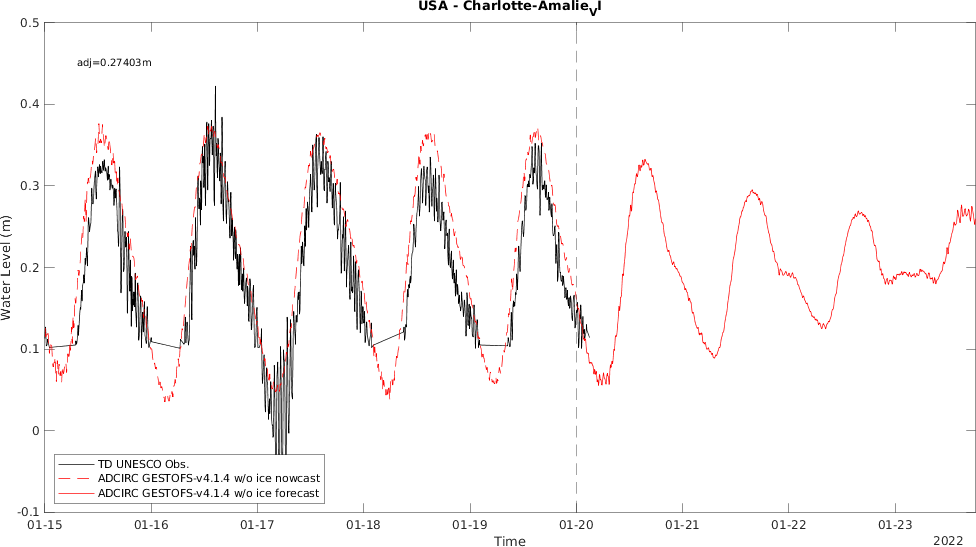 USA - Charlotte-AmalieVI
adj=0.27403m
0.5
0.4
0.3
0.2
0.1
0
-0.1
Water Level (m)
TD UNESCO Obs.
ADCIRC GESTOFS-v4.1.4 w/o ice nowcast
ADCIRC GESTOFS-v4.1.4 w/o ice forecast
01-15 01-16 01-17 01-18 01-19 01-20 01-21 01-22 01-23
Time
2022